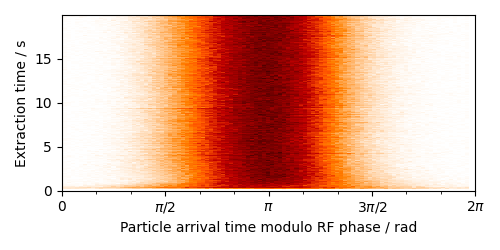 Extraction time / s
15
10
5
0
0 π/2 π 3π/2 2π
Particle arrival time modulo RF phase / rad